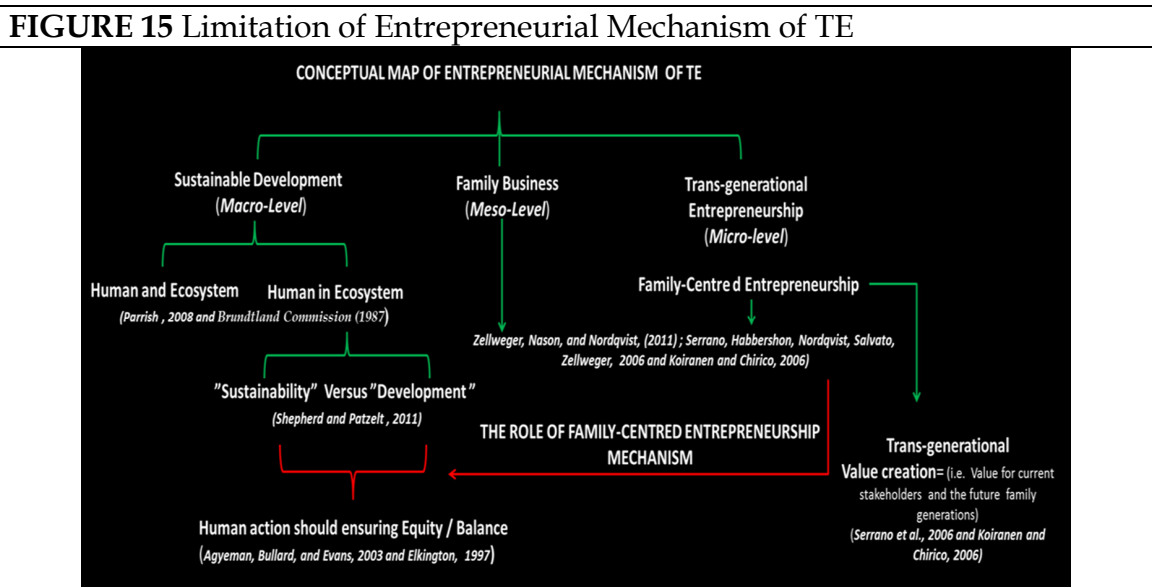 FIGURE 15 Limitation of Entrepreneurial Mechanism of TE
CONCEPTUAL MAP OF ENTREPRENEURIAL MECHANISM OF TE
Sustainable Development
(Macro-Level)
Family Business
(Meso-Level)
Trans-generational
Entrepreneurship
(Micro-level)
Human and Ecosystem
Human in Ecosystem
(Parrish , 2008 and Brundtland Commission (1987)
Family-Centre d Entrepreneurship
Zellweger, Nason, and Nordqvist, (2011) ; Serrano, Habbershon, Nordqvist, Salvato,
Zellweger, 2006 and Koiranen and Chirico, 2006)
"Sustainability" Versus "Development"
(Shepherd and Patzelt , 2011)
THE ROLE OF FAMILY-CENTRED ENTREPRENEURSHIP
MECHANISM
Trans-generational
Value creation= (i.e. Value for current
stakeholders and the future family
generations)
(Serrano et al., 2006 and Koiranen and
Chirico, 2006)
Human action should ensuring Equity / Balance
(Agyeman, Bullard, and Evans, 2003 and Elkington, 1997)